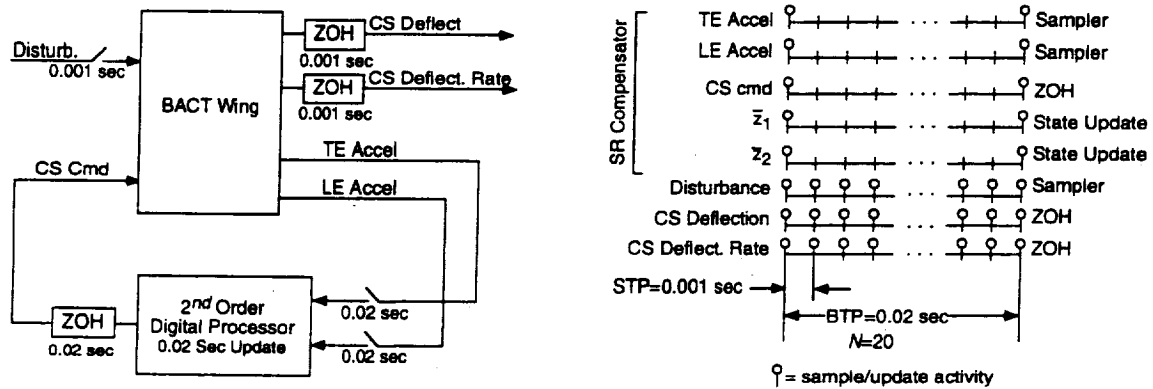 ZOH
CS Deflect
0.001 sec
Disturb.
0.001 sec
ZOH
CS Deflect. Rate
0.001 sec
BACT Wing
TE Accel
CS Cmd
LE Accel
2nd Order
Digital Processor
0.02 Sec Update
0.02 sec
0.02 sec
ZOH
0.02 sec
SR Compensator
TE Accel
Sampler
LE Accel
Sampler
CS cmd
ZOH
z̄1
State Update
z̄2
State Update
Disturbance
Sampler
CS Deflection
ZOH
CS Deflect. Rate
ZOH
STP=0.001 sec
BTP=0.02 sec
N=20
= sample/update activity